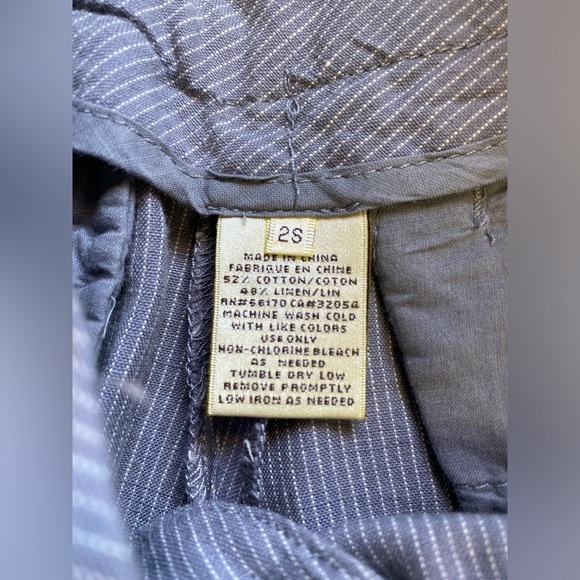 2S
MADE IN CHINA
FABRIQUE EN CHINE
52% COTTON/COTON
48% LINEN/LIN
RN#66170 CA#32054
MACHINE WASH COLD
WITH LIKE COLORS
USE ONLY
NON-CHLORINE BLEACH
AS NEEDED
TUMBLE DRY LOW
REMOVE PROMPTLY
LOW IRON AS NEEDED